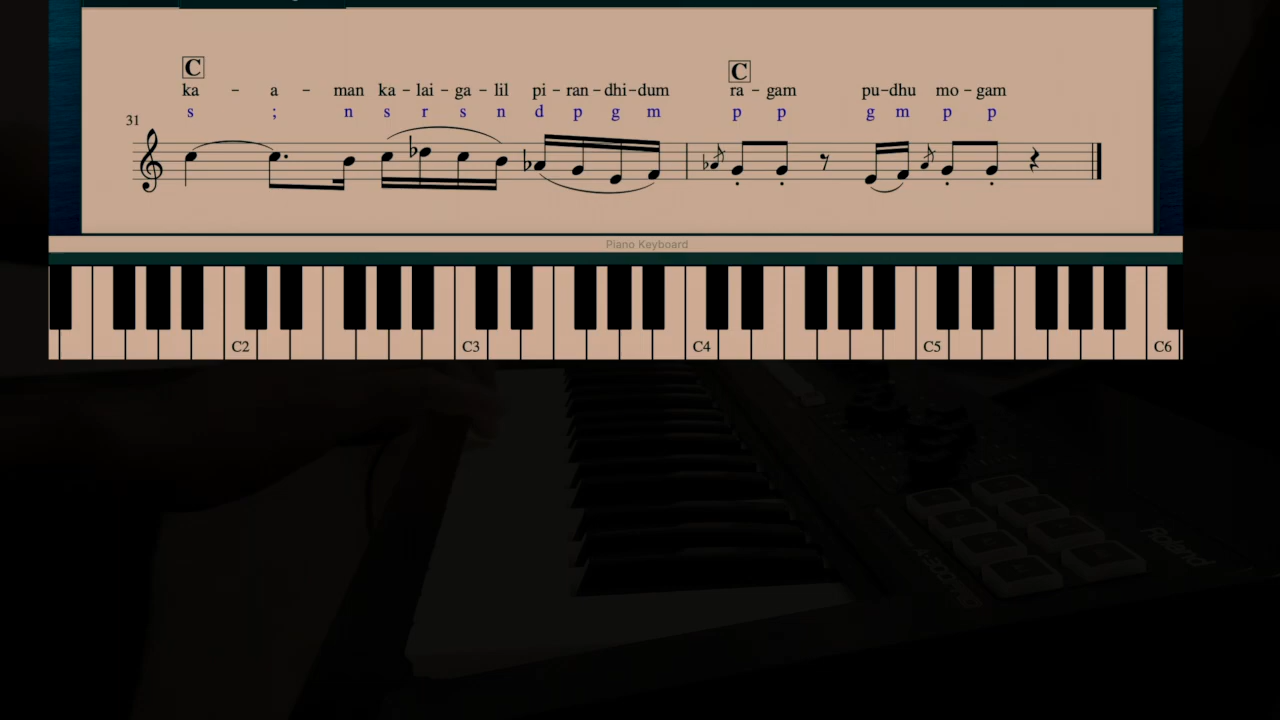 C C
ka - a - man ka - lai - ga - lil pi - ran - dhi - dum ra - gam pu - dhu mo - gam
s ; n s r s n d p g m p p g m p p
31
Piano Keyboard
C2 C3 C4 C5 C6
Roland